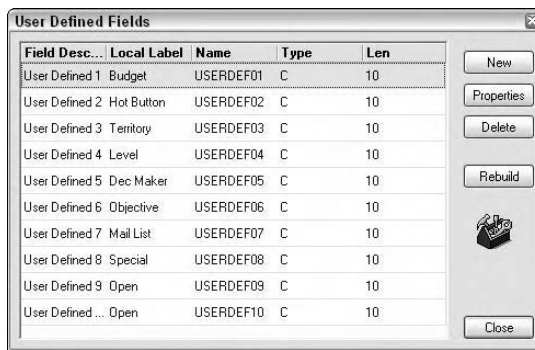 User Defined Fields
Field Desc... Local Label Name Type Len
User Defined 1 Budget USERDEF01 C 10
User Defined 2 Hot Button USERDEF02 C 10
User Defined 3 Territory USERDEF03 C 10
User Defined 4 Level USERDEF04 C 10
User Defined 5 Dec Maker USERDEF05 C 10
User Defined 6 Objective USERDEF06 C 10
User Defined 7 Mail List USERDEF07 C 10
User Defined 8 Special USERDEF08 C 10
User Defined 9 Open USERDEF09 C 10
User Defined ... Open USERDEF10 C 10
New
Properties
Delete
Rebuild
Close